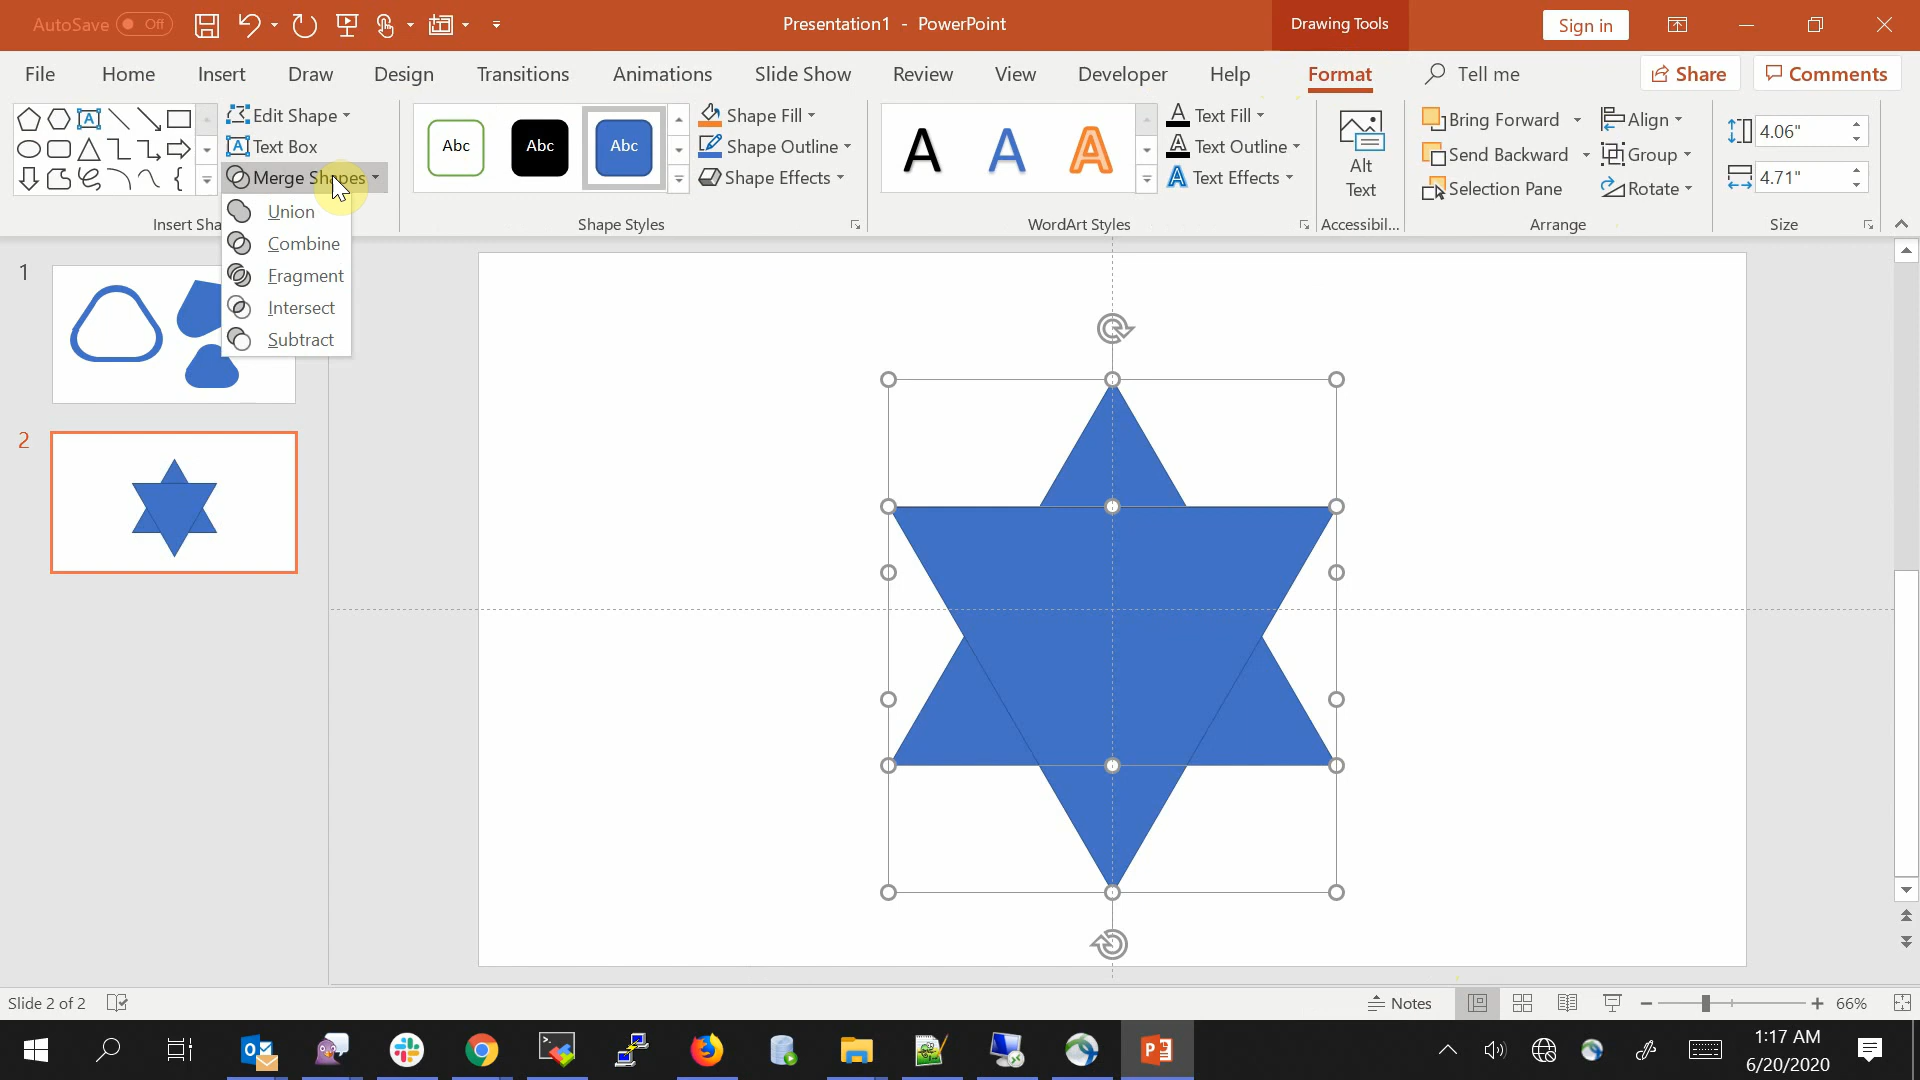 AutoSave Off
Presentation1 - PowerPoint
Drawing Tools
Sign in
File Home Insert Draw Design Transitions Animations Slide Show Review View Developer Help Format Tell me Share Comments
Edit Shape
Text Box
Merge Shapes
Insert Sha
Union
Combine
Fragment
Intersect
Subtract
Abc Abc Abc
Shape Fill
Shape Outline
Shape Effects
Shape Styles
A A A
Text Fill
Text Outline
Text Effects
WordArt Styles
Alt
Text
Accessibil...
Bring Forward
Send Backward
Selection Pane
Align
Group
Rotate
Arrange
4.06"
4.71"
Size
1
2
Slide 2 of 2
Notes
66%
1:17 AM
6/20/2020